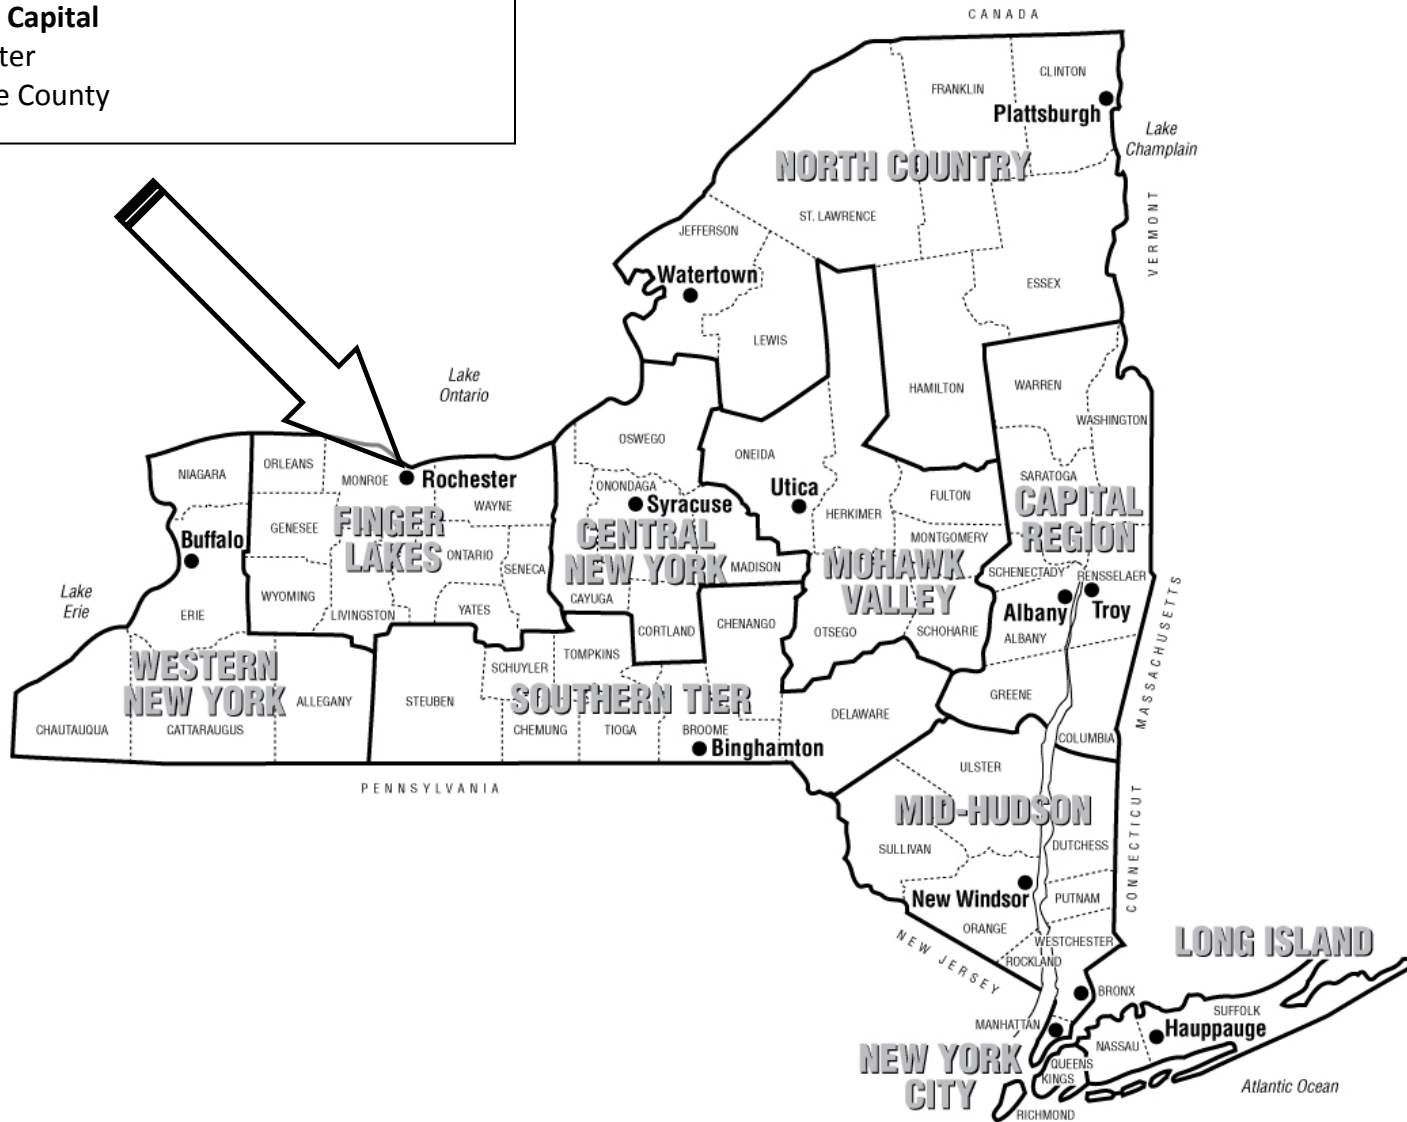 Capital
ter
e County
CANADA
CLINTON
FRANKLIN
Plattsburgh
Lake
Champlain
NORTH COUNTRY
VERMONT
ST. LAWRENCE
JEFFERSON
Watertown
ESSEX
LEWIS
Lake
Ontario
HAMILTON
WARREN
WASHINGTON
OSWEGO
ONEIDA
NIAGARA
ORLEANS
MONROE
Rochester
WAYNE
ONONDAGA
Syracuse
Utica
HERKIMER
FULTON
SARATOGA
CAPITAL
REGION
GENESEE
FINGER
LAKES
ONTARIO
SENECA
Buffalo
CENTRAL
NEW YORK
MADISON
MONTGOMERY
MOHAWK
VALLEY
SCHENECTADY
RENSSELAER
Albany
Troy
ALBANY
MASSACHUSETTS
Lake
Erie
ERIE
WYOMING
LIVINGSTON
YATES
CAYUGA
CORTLAND
CHENANGO
OTSEGO
SCHOHARIE
WESTERN
NEW YORK
ALLEGANY
STEUBEN
SCHUYLER
TOMPKINS
SOUTHERN TIER
CHAUTAUQUA
CATTARAUGUS
CHEMUNG
TIOGA
BROOME
Binghamton
DELAWARE
GREENE
COLUMBIA
PENNSYLVANIA
ULSTER
MID-HUDSON
SULLIVAN
DUTCHESS
CONNECTICUT
New Windsor
PUTNAM
ORANGE
WESTCHESTER
ROCKLAND
NEW JERSEY
LONG ISLAND
BRONX
SUFFOLK
MANHATTAN
Hauppauge
NASSAU
NEW YORK
CITY
QUEENS
KINGS
RICHMOND
Atlantic Ocean